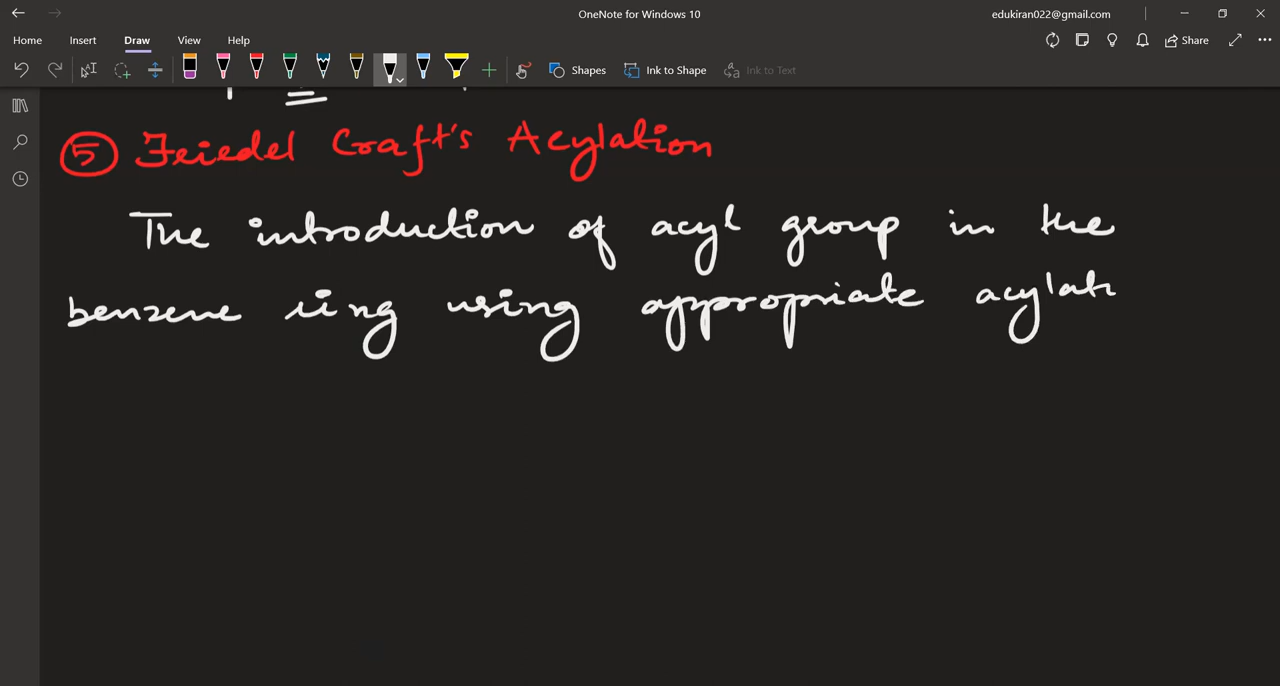 OneNote for Windows 10
edukiran022@gmail.com
Home Insert Draw View Help
Share
Shapes Ink to Shape Ink to Text
5 Friedel Craft's Acylation
The introduction of acyl group in the
benzene ring using appropriate acylati